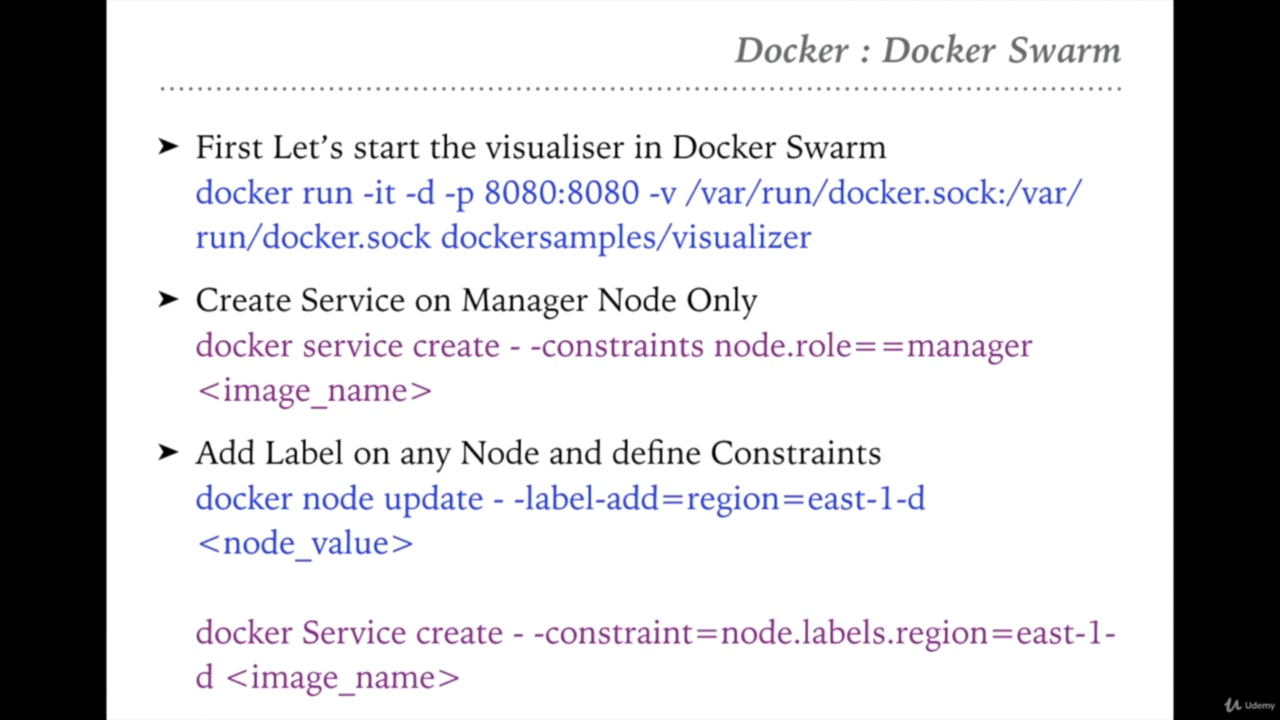 Docker : Docker Swarm
➤ First Let's start the visualiser in Docker Swarm
docker run -it -d -p 8080:8080 -v /var/run/docker.sock:/var/
run/docker.sock dockersamples/visualizer
➤ Create Service on Manager Node Only
docker service create - -constraints node.role==manager
<image_name>
➤ Add Label on any Node and define Constraints
docker node update - -label-add=region=east-1-d
<node_value>
docker Service create - -constraint=node.labels.region=east-1-
d <image_name>
Udemy